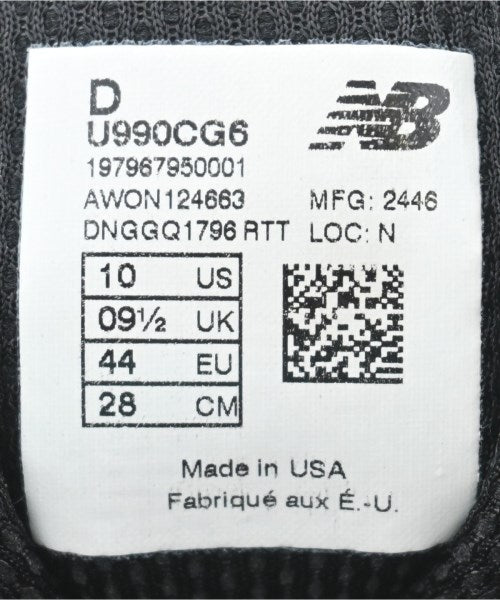 D
U990CG6
197967950001
AWON124663 MFG: 2446
DNGGQ1796 RTT LOC: N
10 US
09½ UK
44 EU
28 CM
Made in USA
Fabriqué aux É.-U.